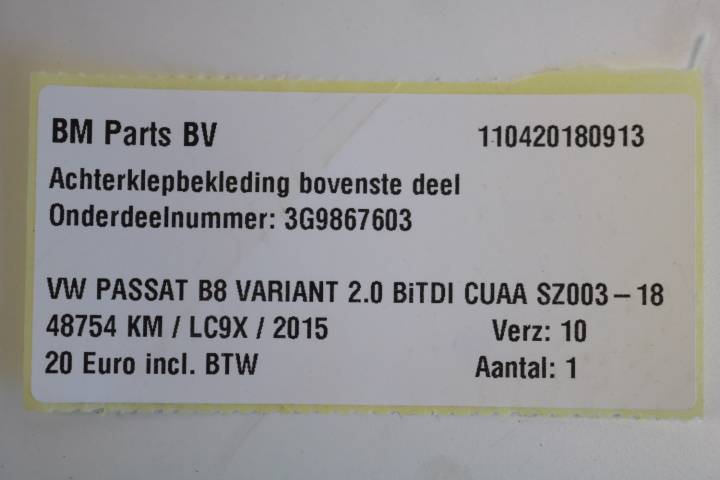 BM Parts BV 110420180913
Achterklepbekleding bovenste deel
Onderdeelnummer: 3G9867603
VW PASSAT B8 VARIANT 2.0 BiTDI CUAA SZ003-18
48754 KM / LC9X / 2015 Verz: 10
20 Euro incl. BTW Aantal: 1